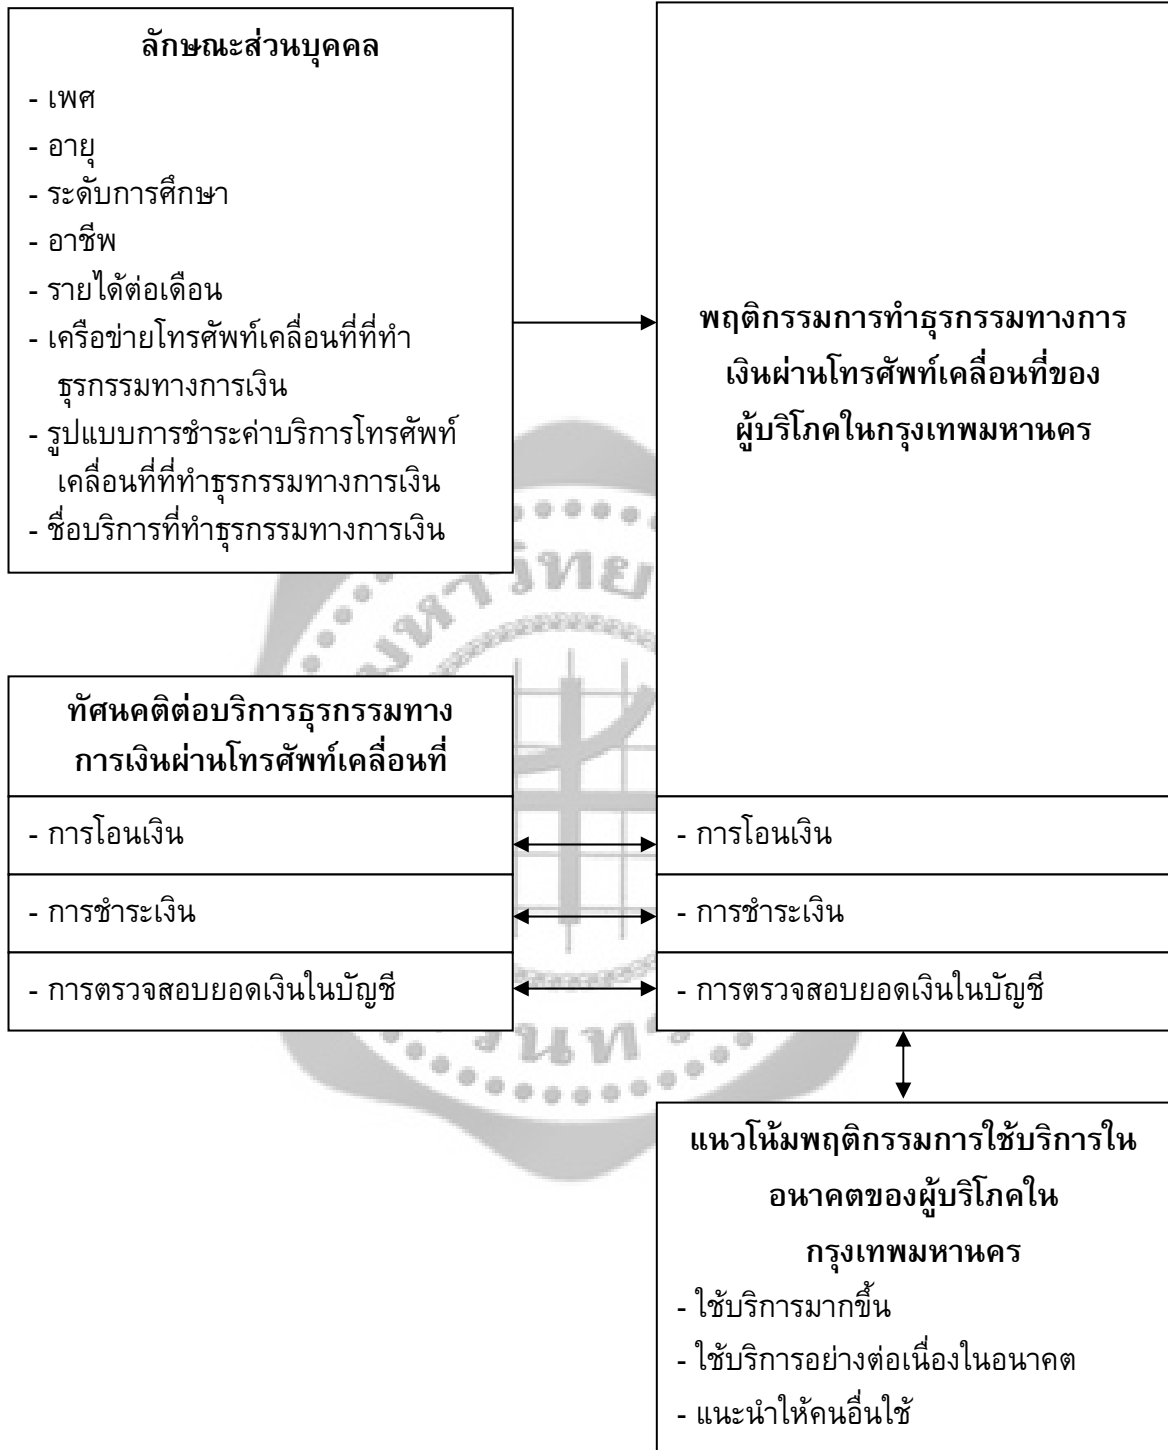 ลักษณะส่วนบุคคล
- เพศ
- อายุ
- ระดับการศึกษา
- อาชีพ
- รายได้ต่อเดือน
- เครือข่ายโทรศัพท์เคลื่อนที่ที่ทำ
ธุรกรรมทางการเงิน
- รูปแบบการชำระค่าบริการโทรศัพท์
เคลื่อนที่ที่ทำธุรกรรมทางการเงิน
- ชื่อบริการที่ทำธุรกรรมทางการเงิน
พฤติกรรมการทำธุรกรรมทางการ
เงินผ่านโทรศัพท์เคลื่อนที่ของ
ผู้บริโภคในกรุงเทพมหานคร
ทัศนคติต่อบริการธุรกรรมทาง
การเงินผ่านโทรศัพท์เคลื่อนที่
- การโอนเงิน
- การชำระเงิน
- การตรวจสอบยอดเงินในบัญชี
- การโอนเงิน
- การชำระเงิน
- การตรวจสอบยอดเงินในบัญชี
แนวโน้มพฤติกรรมการใช้บริการใน
อนาคตของผู้บริโภคใน
กรุงเทพมหานคร
- ใช้บริการมากขึ้น
- ใช้บริการอย่างต่อเนื่องในอนาคต
- แนะนำให้คนอื่นใช้